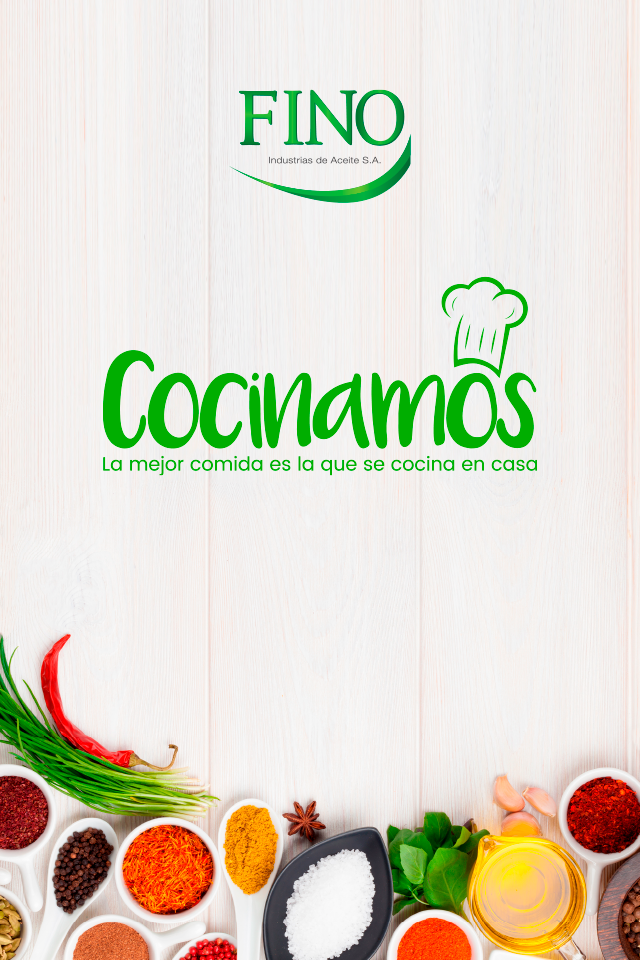 FINO
Industrias de Aceite S.A.
Cocinamos
La mejor comida es la que se cocina en casa